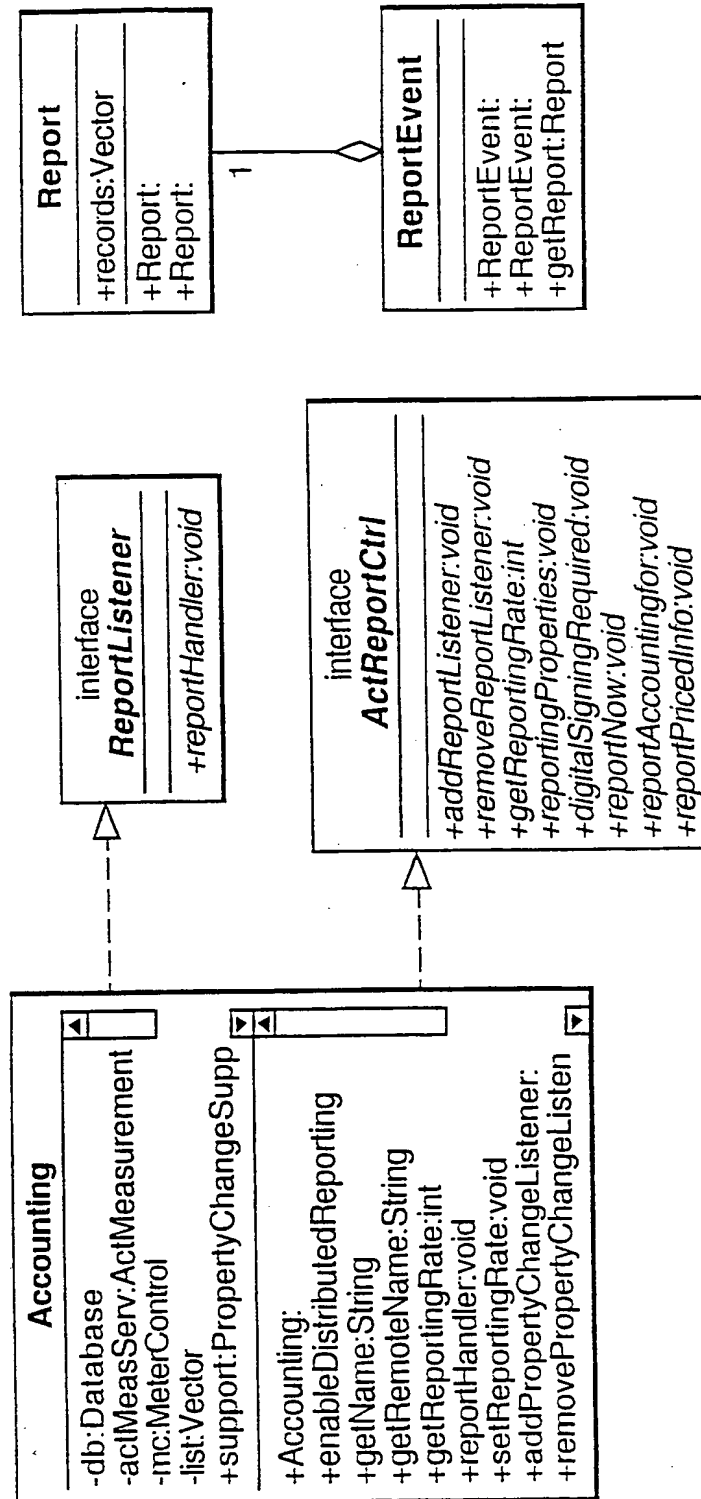 Accounting
-db:Database
-actMeasServ:ActMeasurement
-mc:MeterControl
-list:Vector
+support:PropertyChangeSupp
+Accounting:
+enableDistributedReporting
+getName:String
+getRemoteName:String
+getReportingRate:int
+reportHandler:void
+setReportingRate:void
+addPropertyChangeListener:
+removePropertyChangeListen
interface
ReportListener
+reportHandler:void
interface
ActReportCtrl
+addReportListener:void
+removeReportListener:void
+getReportingRate:int
+reportingProperties:void
+digitalSigningRequired:void
+reportNow:void
+reportAccountingfor:void
+reportPricedInfo:void
Report
+records:Vector
+Report:
+Report:
1
ReportEvent
+ReportEvent:
+ReportEvent:
+getReport:Report